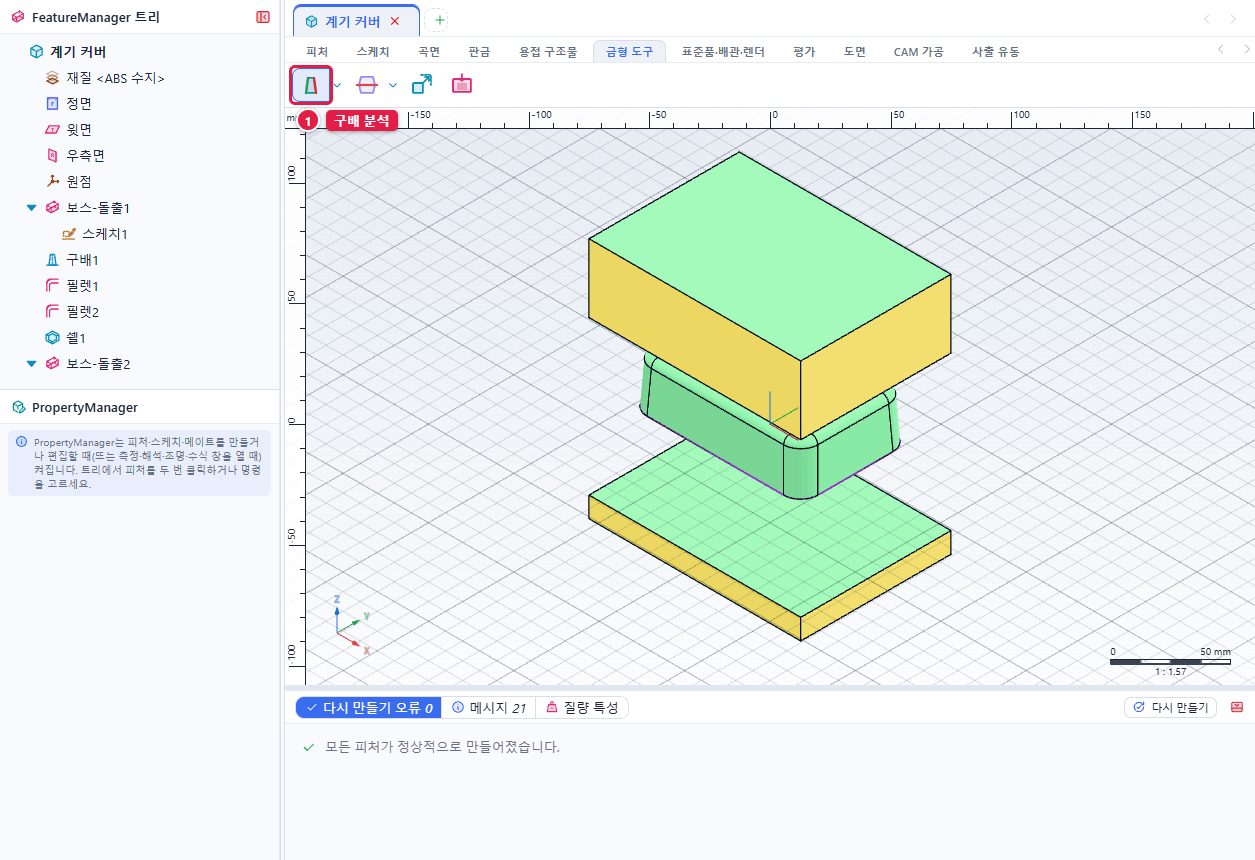 FeatureManager 트리
계기 커버
재질 <ABS 수지>
정면
윗면
우측면
원점
보스-돌출1
스케치1
구배1
필렛1
필렛2
쉘1
보스-돌출2
PropertyManager
PropertyManager는 피처·스케치·메이트를 만들거
나 편집할 때(또는 측정·해석·조명·수식 창을 열 때)
켜집니다. 트리에서 피처를 두 번 클릭하거나 명령
을 고르세요.
계기 커버
피처 스케치 곡면 판금 용접 구조물 금형 도구 표준품·배관·렌더 평가 도면 CAM 가공 사출 유동
1 구배 분석
-150 -100 -50 0 50 100 150
100
50
0
-50
-100
Z
Y
X
0 50 mm
1 : 1.57
다시 만들기 오류 0 메시지 21 질량 특성 다시 만들기
모든 피처가 정상적으로 만들어졌습니다.